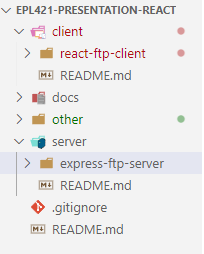 EPL421-PRESENTATION-REACT
client
react-ftp-client
README.md
docs
other
server
express-ftp-server
README.md
.gitignore
README.md